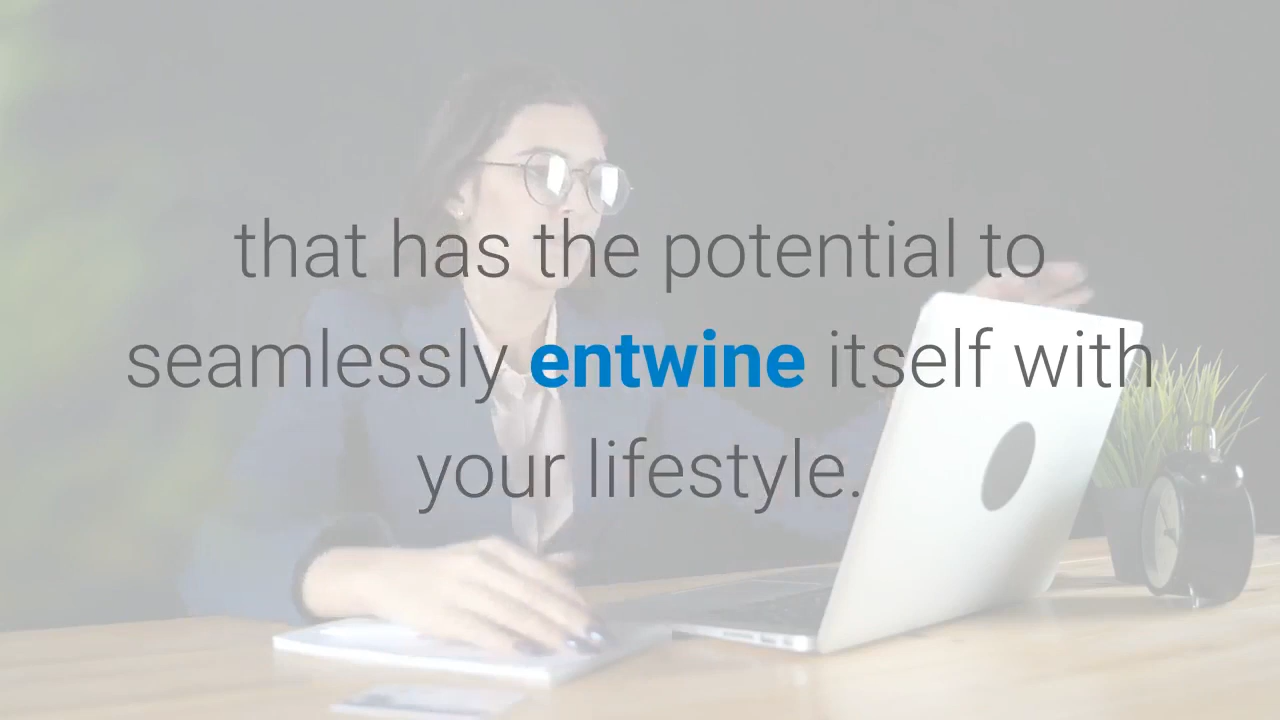 that has the potential to
seamlessly entwine itself with
your lifestyle.